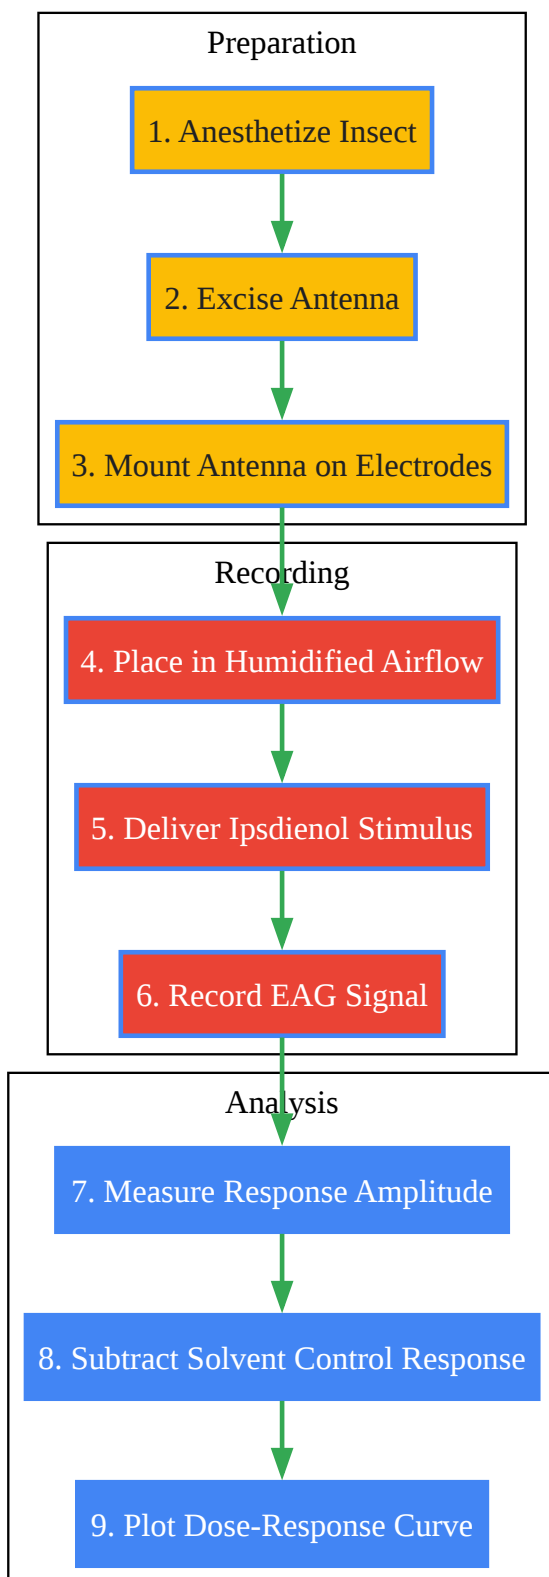 Preparation
1. Anesthetize Insect
2. Excise Antenna
3. Mount Antenna on Electrodes
Recording
4. Place in Humidified Airflow
5. Deliver Ipsdienol Stimulus
6. Record EAG Signal
Analysis
7. Measure Response Amplitude
8. Subtract Solvent Control Response
9. Plot Dose-Response Curve